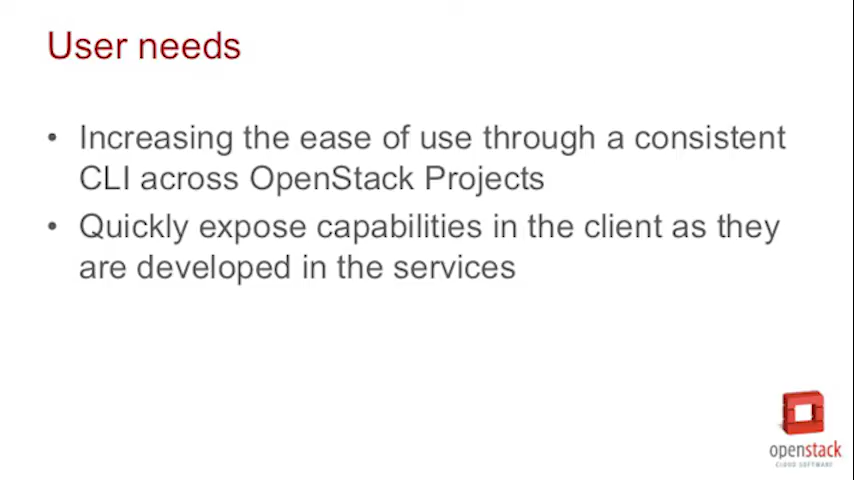 User needs
• Increasing the ease of use through a consistent
CLI across OpenStack Projects
• Quickly expose capabilities in the client as they
are developed in the services
openstack
CLOUD SOFTWARE